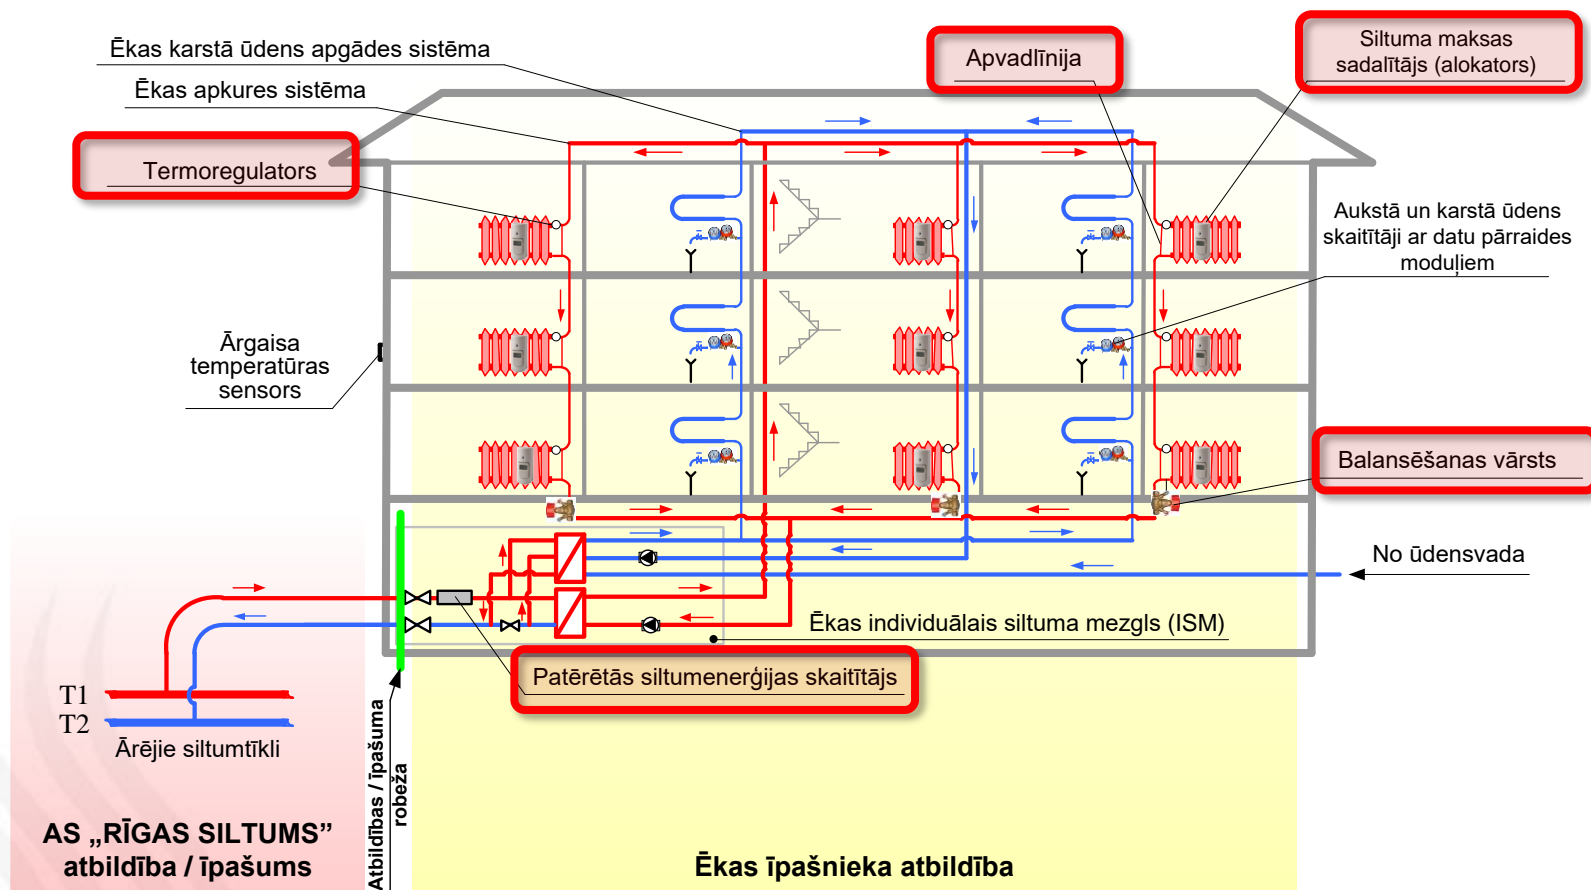 Ēkas karstā ūdens apgādes sistēma
Ēkas apkures sistēma
Termoregulators
Apvadlīnija
Siltuma maksas
sadalītājs (alokators)
Aukstā un karstā ūdens
skaitītāji ar datu pārraides
moduļiem
Ārgaisa
temperatūras
sensors
Balansēšanas vārsts
No ūdensvada
Ēkas individuālais siltuma mezgls (ISM)
Patērētās siltumenerģijas skaitītājs
T1
T2
Ārējie siltumtīkli
Atbildības / īpašuma
robeža
AS „RĪGAS SILTUMS”
atbildība / īpašums
Ēkas īpašnieka atbildība